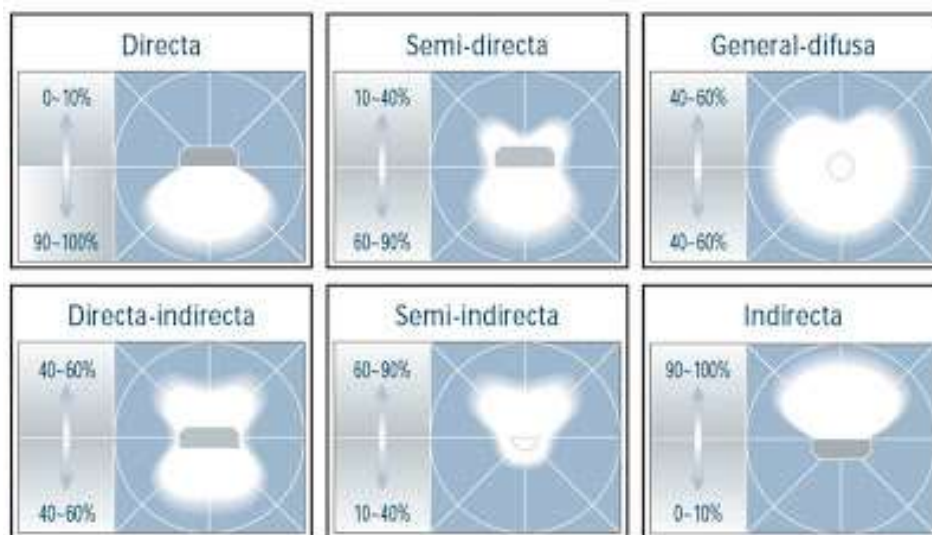 Directa
0~10%
90~100%
Semi-directa
10~40%
60~90%
General-difusa
40~60%
40~60%
Directa-indirecta
40~60%
40~60%
Semi-indirecta
60~90%
10~40%
Indirecta
90~100%
0~10%